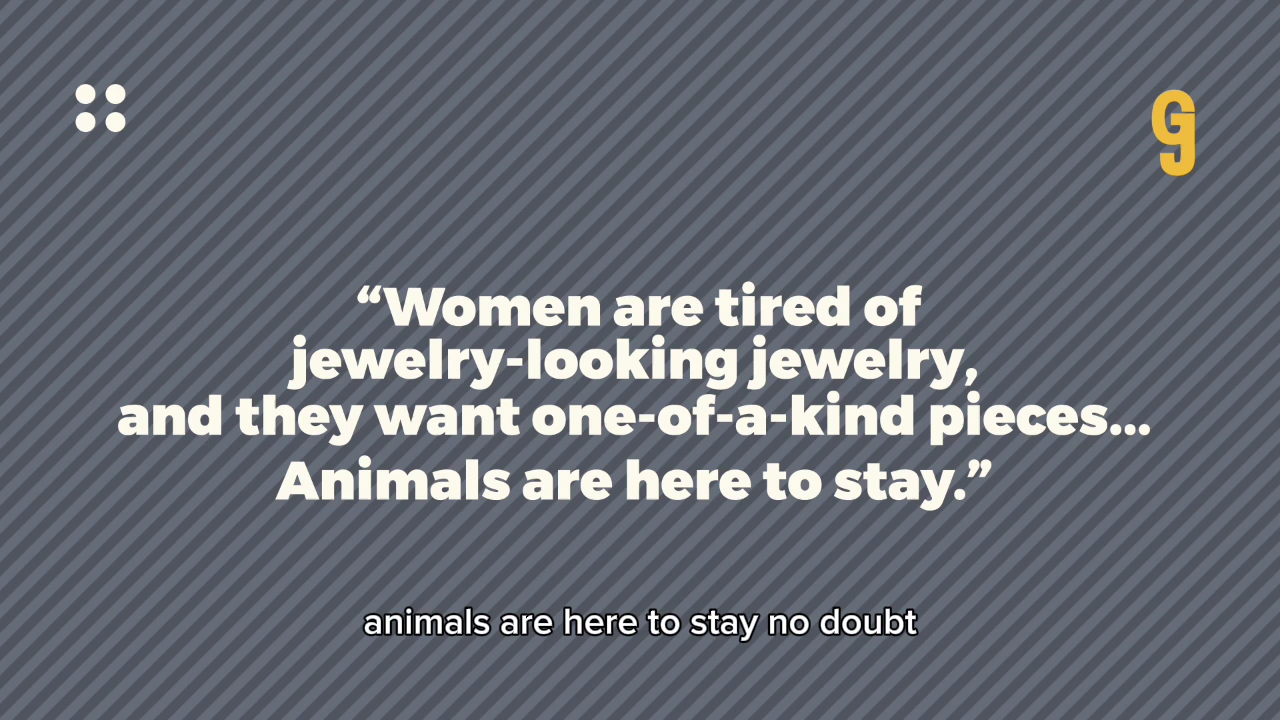 “Women are tired of
jewelry-looking jewelry,
and they want one-of-a-kind pieces...
Animals are here to stay.”
animals are here to stay no doubt